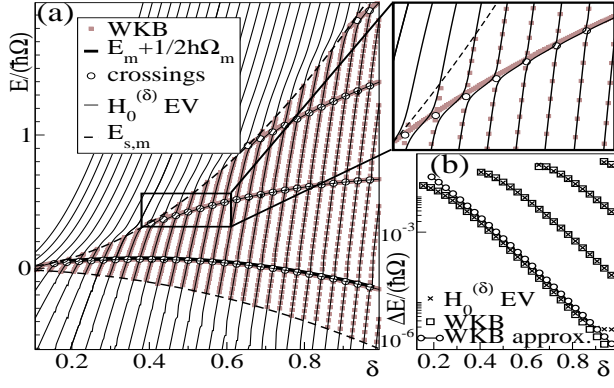 (a)
WKB
E_m+1/2ħΩ_m
crossings
H_0^(δ) EV
E_s,m
E/(ħΩ)
1
0
0.2 0.4 0.6 0.8 δ
(b)
ΔE/(ħΩ)
10^-3
10^-6
H_0^(δ) EV
WKB
WKB approx.
0.2 0.4 0.6 0.8 δ